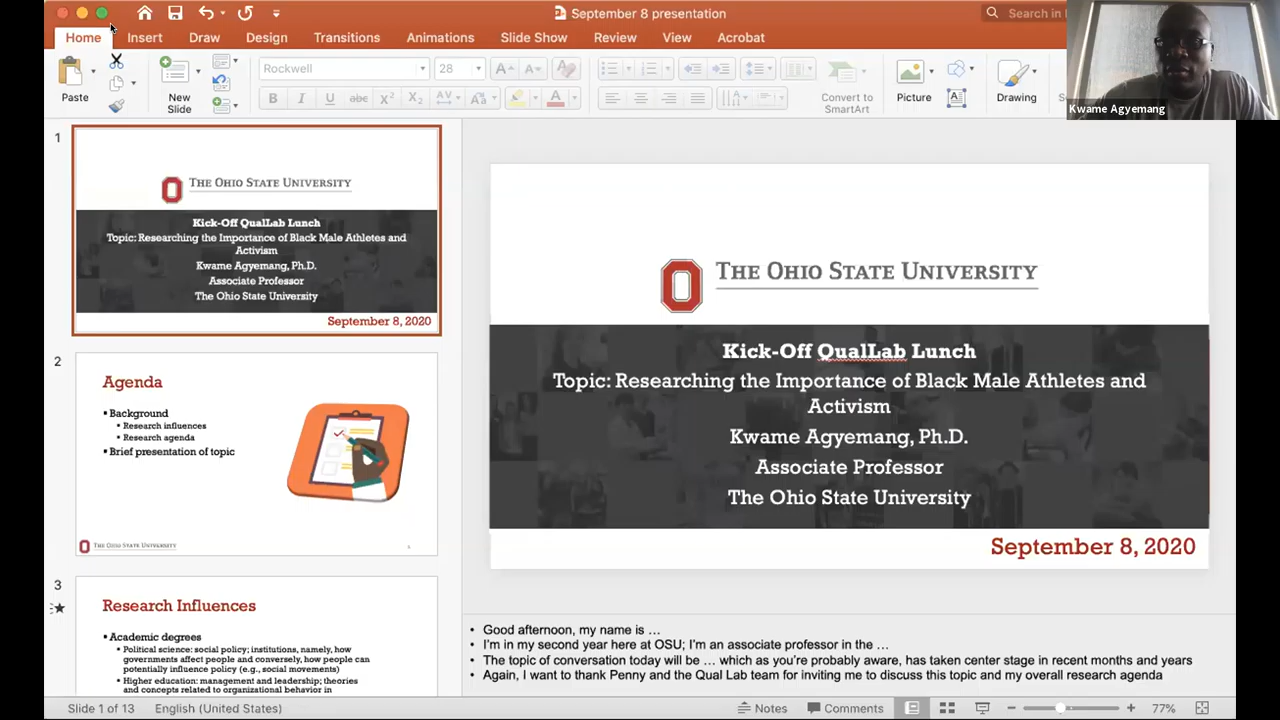 September 8 presentation
Search in
Home Insert Draw Design Transitions Animations Slide Show Review View Acrobat
Paste
New
Slide
Rockwell
28
Convert to
SmartArt
Picture
Drawing
Kwame Agyemang
1
THE OHIO STATE UNIVERSITY
Kick-Off QualLab Lunch
Topic: Researching the Importance of Black Male Athletes and
Activism
Kwame Agyemang, Ph.D.
Associate Professor
The Ohio State University
September 8, 2020
2
Agenda
▪ Background
• Research influences
• Research agenda
▪ Brief presentation of topic
THE OHIO STATE UNIVERSITY
3
Research Influences
▪ Academic degrees
• Political science: social policy; institutions, namely, how
governments affect people and conversely, how people can
potentially influence policy (e.g., social movements)
• Higher education: management and leadership; theories
and concepts related to organizational behavior in
THE OHIO STATE UNIVERSITY
Kick-Off QualLab Lunch
Topic: Researching the Importance of Black Male Athletes and
Activism
Kwame Agyemang, Ph.D.
Associate Professor
The Ohio State University
September 8, 2020
• Good afternoon, my name is …
• I'm in my second year here at OSU; I'm an associate professor in the …
• The topic of conversation today will be … which as you're probably aware, has taken center stage in recent months and years
• Again, I want to thank Penny and the Qual Lab team for inviting me to discuss this topic and my overall research agenda
Slide 1 of 13 English (United States) Notes Comments 77%